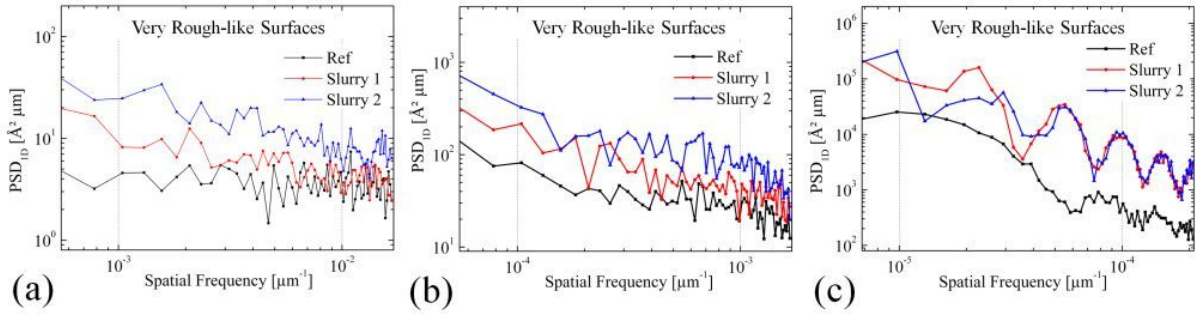 Very Rough-like Surfaces
Ref
Slurry 1
Slurry 2
PSD1D [Å² µm]
10²
10¹
10⁰
10⁻³
10⁻²
Spatial Frequency [µm⁻¹]
(a)
Very Rough-like Surfaces
Ref
Slurry 1
Slurry 2
PSD1D [Å² µm]
10³
10²
10¹
10⁻⁴
10⁻³
Spatial Frequency [µm⁻¹]
(b)
Very Rough-like Surfaces
Ref
Slurry 1
Slurry 2
PSD1D [Å² µm]
10⁶
10⁵
10⁴
10³
10²
10⁻⁵
10⁻⁴
Spatial Frequency [µm⁻¹]
(c)